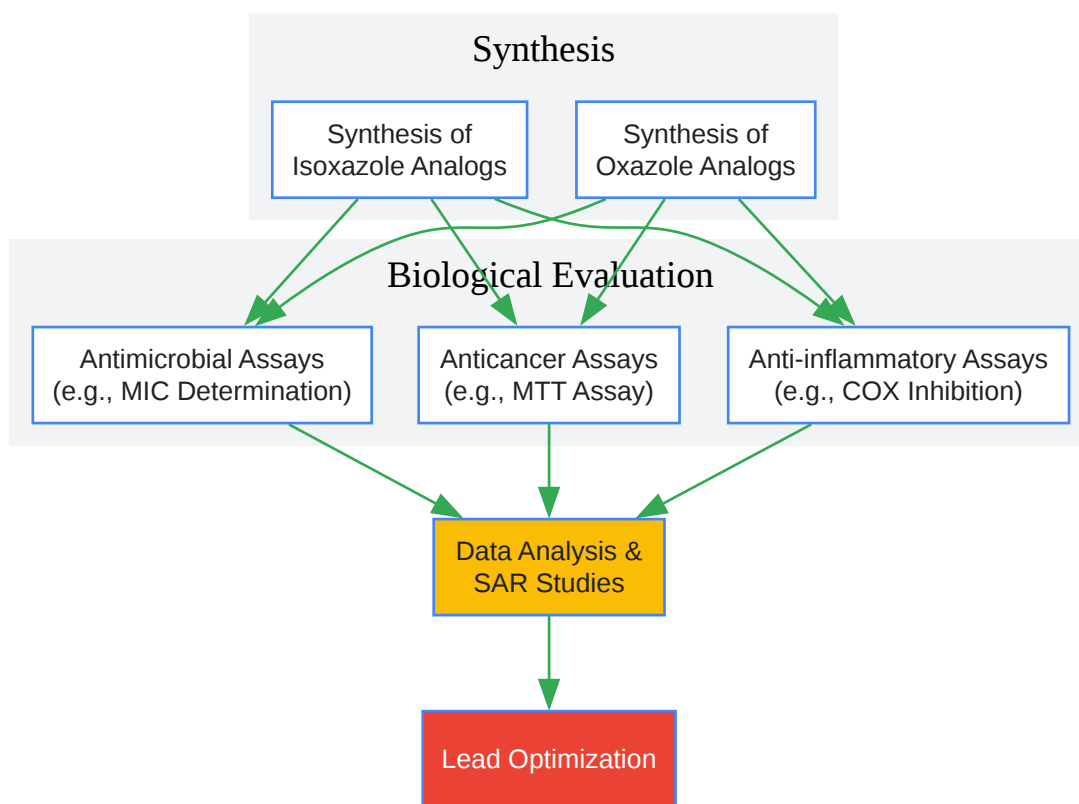 Synthesis
Synthesis of
Isoxazole Analogs
Synthesis of
Oxazole Analogs
Biological Evaluation
Antimicrobial Assays
(e.g., MIC Determination)
Anticancer Assays
(e.g., MTT Assay)
Anti-inflammatory Assays
(e.g., COX Inhibition)
Data Analysis &
SAR Studies
Lead Optimization